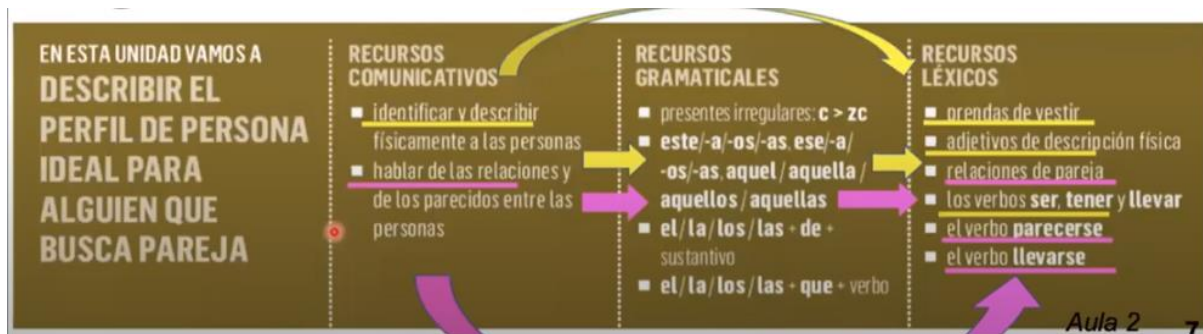 EN ESTA UNIDAD VAMOS A
DESCRIBIR EL
PERFIL DE PERSONA
IDEAL PARA
ALGUIEN QUE
BUSCA PAREJA
RECURSOS
COMUNICATIVOS
■ identificar y describir
físicamente a las personas
■ hablar de las relaciones y
de los parecidos entre las
personas
RECURSOS
GRAMATICALES
■ presentes irregulares: c > zc
■ este/-a/-os/-as, ese/-a/
-os/-as, aquel / aquella /
aquellos / aquellas
■ el/la/los/las + de +
sustantivo
■ el/la/los/las + que + verbo
RECURSOS
LÉXICOS
■ prendas de vestir
■ adjetivos de descripción física
■ relaciones de pareja
■ los verbos ser, tener y llevar
■ el verbo parecerse
■ el verbo llevarse
Aula 2
7